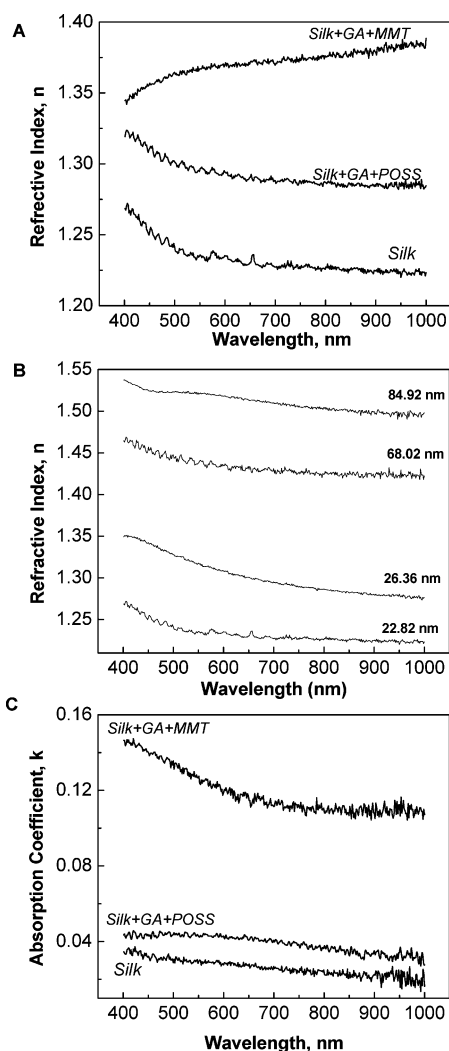 A
Refrective Index, n
1.40
1.35
1.30
1.25
1.20
Silk+GA+MMT
Silk+GA+POSS
Silk
400 500 600 700 800 900 1000
Wavelength, nm
B
Refractive Index, n
1.55
1.50
1.45
1.40
1.35
1.30
1.25
84.92 nm
68.02 nm
26.36 nm
22.82 nm
400 500 600 700 800 900 1000
Wavelength (nm)
C
Absorption Coefficient, k
0.16
0.12
0.08
0.04
Silk+GA+MMT
Silk+GA+POSS
Silk
400 500 600 700 800 900 1000
Wavelength, nm